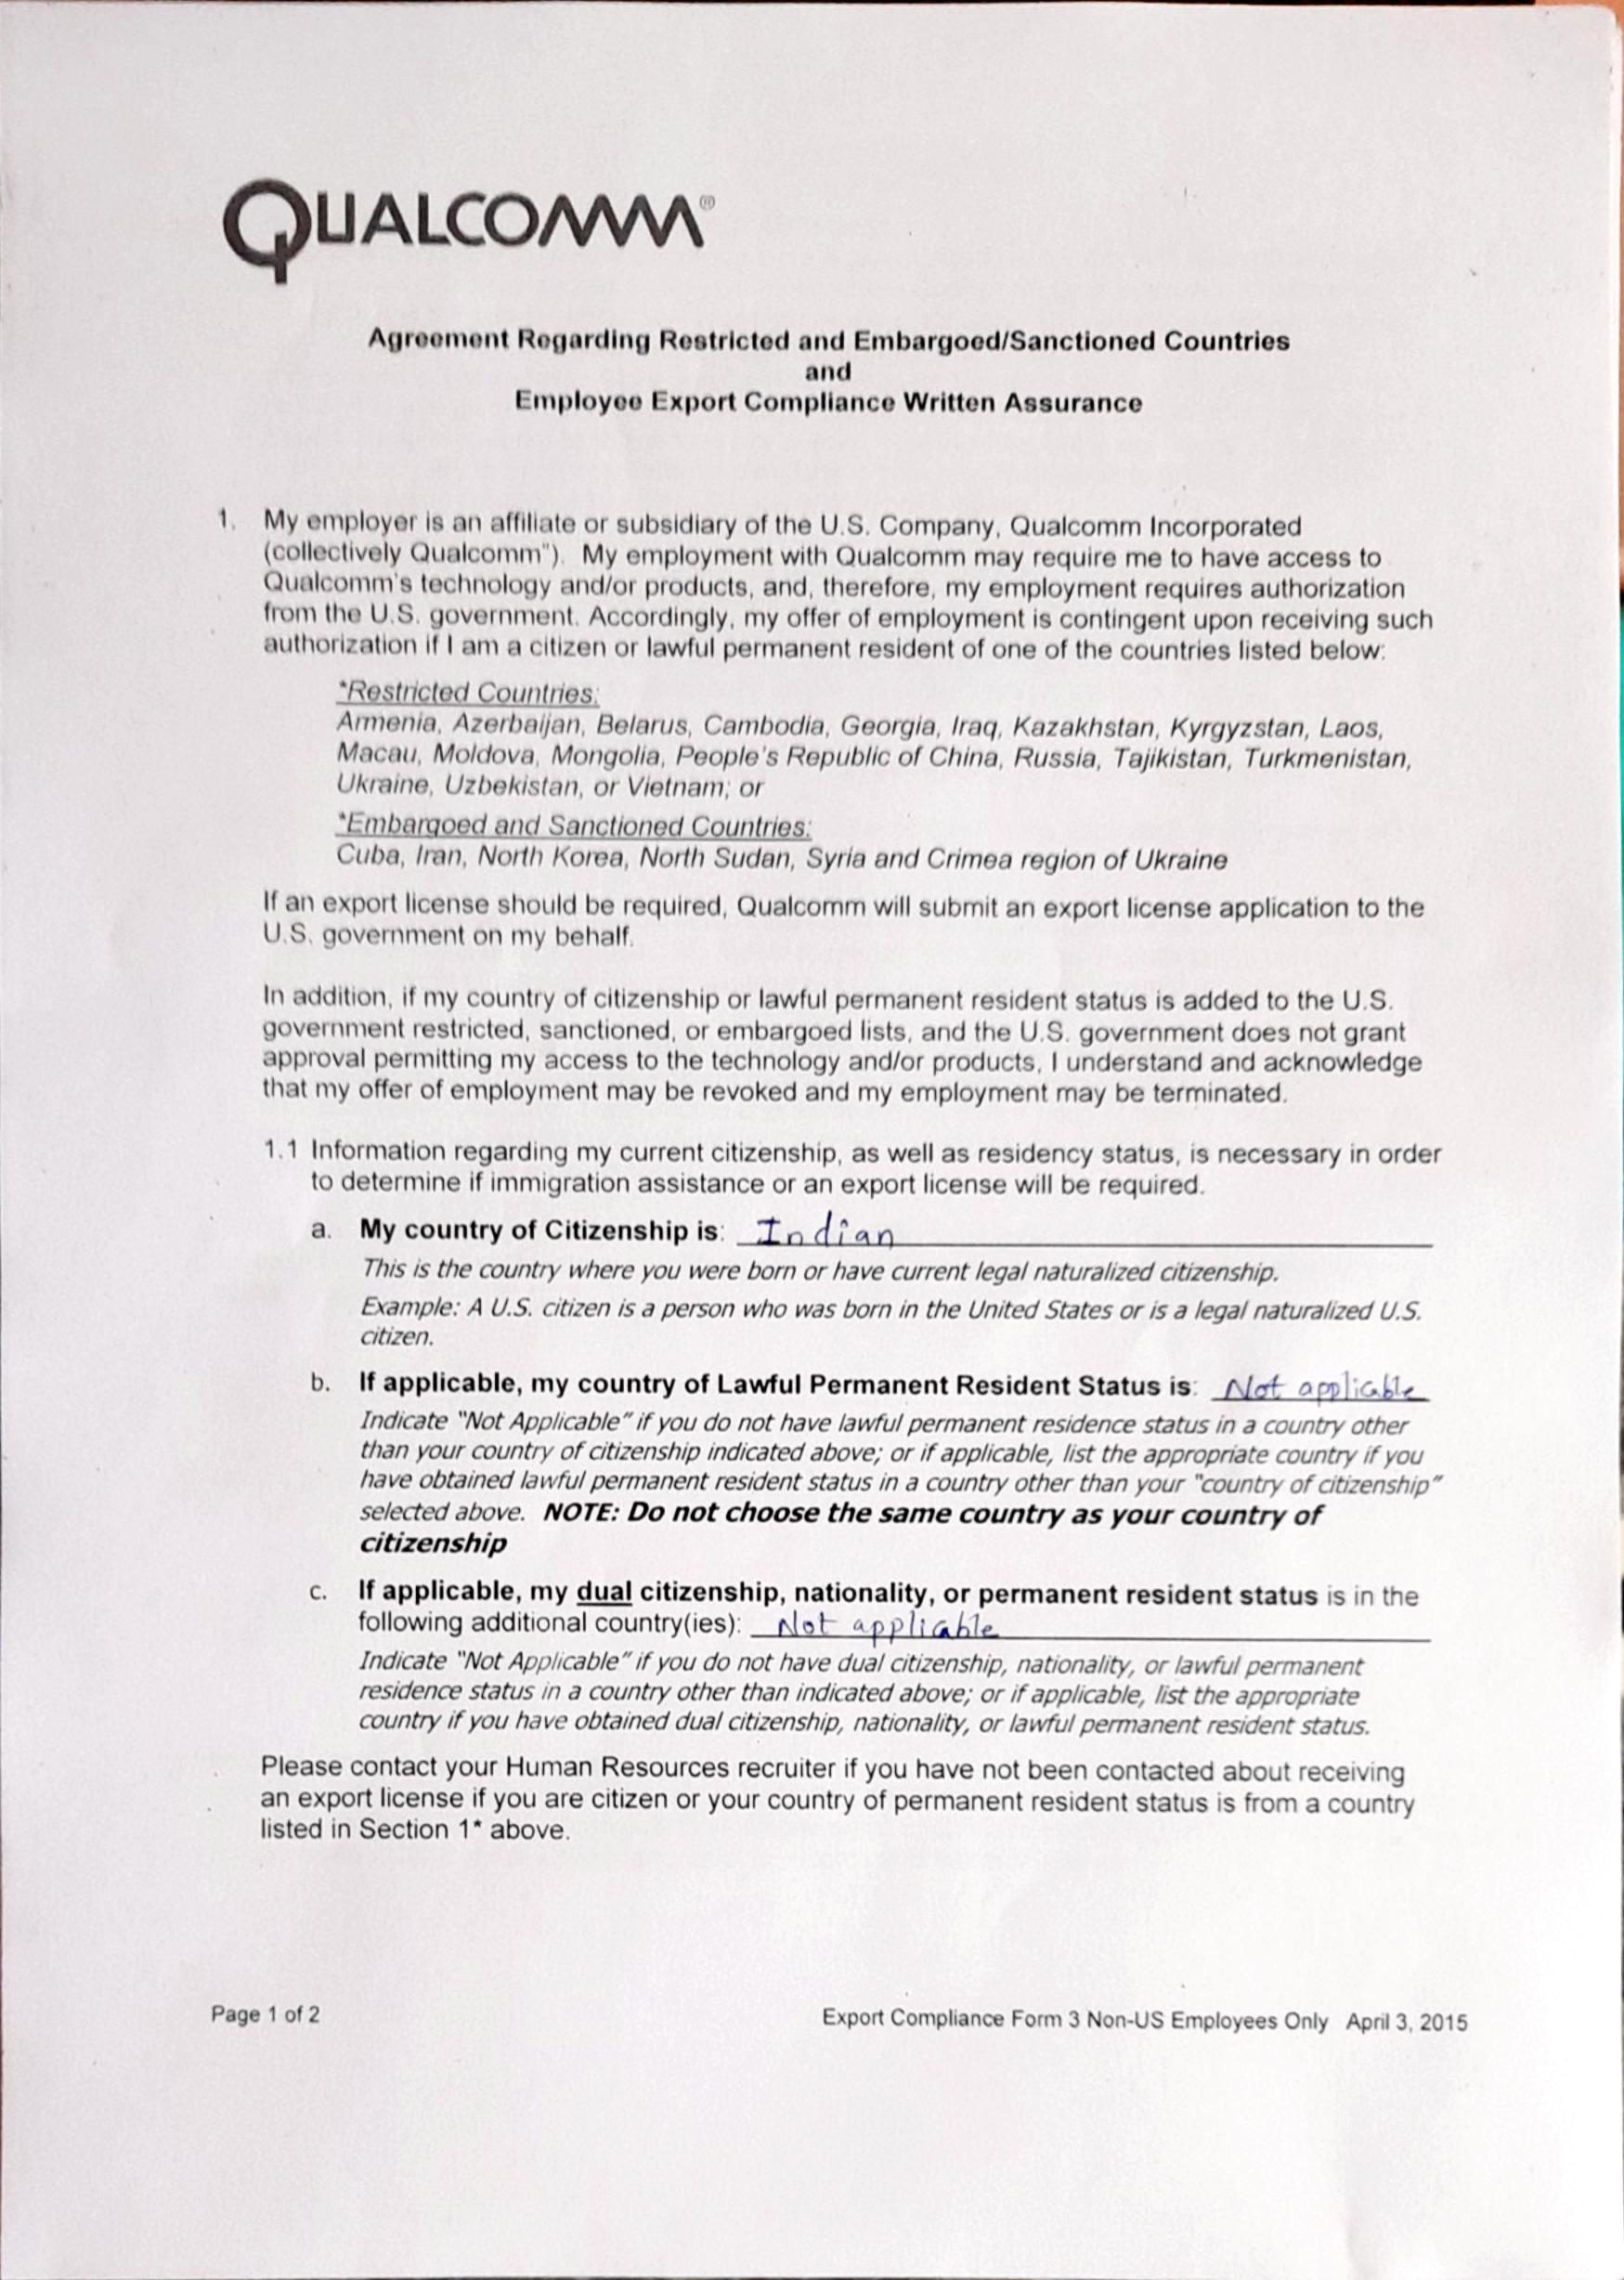 QUALCOMM®
Agreement Regarding Restricted and Embargoed/Sanctioned Countries
and
Employee Export Compliance Written Assurance
1. My employer is an affiliate or subsidiary of the U.S. Company, Qualcomm Incorporated
(collectively Qualcomm"). My employment with Qualcomm may require me to have access to
Qualcomm's technology and/or products, and, therefore, my employment requires authorization
from the U.S. government. Accordingly, my offer of employment is contingent upon receiving such
authorization if I am a citizen or lawful permanent resident of one of the countries listed below:
*Restricted Countries:
Armenia, Azerbaijan, Belarus, Cambodia, Georgia, Iraq, Kazakhstan, Kyrgyzstan, Laos,
Macau, Moldova, Mongolia, People's Republic of China, Russia, Tajikistan, Turkmenistan,
Ukraine, Uzbekistan, or Vietnam; or
*Embargoed and Sanctioned Countries:
Cuba, Iran, North Korea, North Sudan, Syria and Crimea region of Ukraine
If an export license should be required, Qualcomm will submit an export license application to the
U.S. government on my behalf.
In addition, if my country of citizenship or lawful permanent resident status is added to the U.S.
government restricted, sanctioned, or embargoed lists, and the U.S. government does not grant
approval permitting my access to the technology and/or products, I understand and acknowledge
that my offer of employment may be revoked and my employment may be terminated.
1.1 Information regarding my current citizenship, as well as residency status, is necessary in order
to determine if immigration assistance or an export license will be required.
a. My country of Citizenship is: Indian
This is the country where you were born or have current legal naturalized citizenship.
Example: A U.S. citizen is a person who was born in the United States or is a legal naturalized U.S.
citizen.
b. If applicable, my country of Lawful Permanent Resident Status is: Not applicable
Indicate "Not Applicable" if you do not have lawful permanent residence status in a country other
than your country of citizenship indicated above; or if applicable, list the appropriate country if you
have obtained lawful permanent resident status in a country other than your "country of citizenship"
selected above. NOTE: Do not choose the same country as your country of
citizenship
c. If applicable, my dual citizenship, nationality, or permanent resident status is in the
following additional country(ies): Not applicable
Indicate "Not Applicable" if you do not have dual citizenship, nationality, or lawful permanent
residence status in a country other than indicated above; or if applicable, list the appropriate
country if you have obtained dual citizenship, nationality, or lawful permanent resident status.
Please contact your Human Resources recruiter if you have not been contacted about receiving
an export license if you are citizen or your country of permanent resident status is from a country
listed in Section 1* above.
Page 1 of 2 Export Compliance Form 3 Non-US Employees Only April 3, 2015